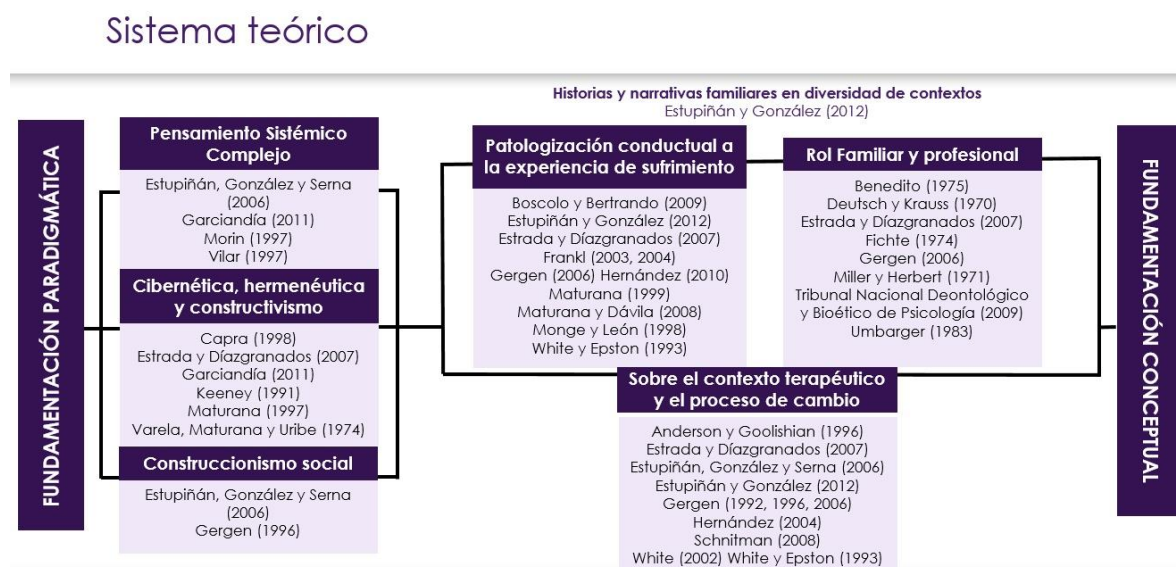 Sistema teórico
Historias y narrativas familiares en diversidad de contextos
Estupiñán y González (2012)
FUNDAMENTACIÓN PARADIGMÁTICA
Pensamiento Sistémico
Complejo
Estupiñán, González y Serna
(2006)
Garciandía (2011)
Morin (1997)
Vilar (1997)
Cibernética, hermenéutica
y constructivismo
Capra (1998)
Estrada y Díazgranados (2007)
Garciandía (2011)
Keeney (1991)
Maturana (1997)
Varela, Maturana y Uribe (1974)
Construccionismo social
Estupiñán, González y Serna
(2006)
Gergen (1996)
Patologización conductual a
la experiencia de sufrimiento
Boscolo y Bertrando (2009)
Estupiñán y González (2012)
Estrada y Díazgranados (2007)
Frankl (2003, 2004)
Gergen (2006) Hernández (2010)
Maturana (1999)
Maturana y Dávila (2008)
Monge y León (1998)
White y Epston (1993)
Rol Familiar y profesional
Benedito (1975)
Deutsch y Krauss (1970)
Estrada y Díazgranados (2007)
Fichte (1974)
Gergen (2006)
Miller y Herbert (1971)
Tribunal Nacional Deontológico
y Bioético de Psicología (2009)
Umbarger (1983)
Sobre el contexto terapéutico
y el proceso de cambio
Anderson y Goolishian (1996)
Estrada y Díazgranados (2007)
Estupiñán, González y Serna (2006)
Estupiñán y González (2012)
Gergen (1992, 1996, 2006)
Hernández (2004)
Schnitman (2008)
White (2002) White y Epston (1993)
FUNDAMENTACIÓN CONCEPTUAL